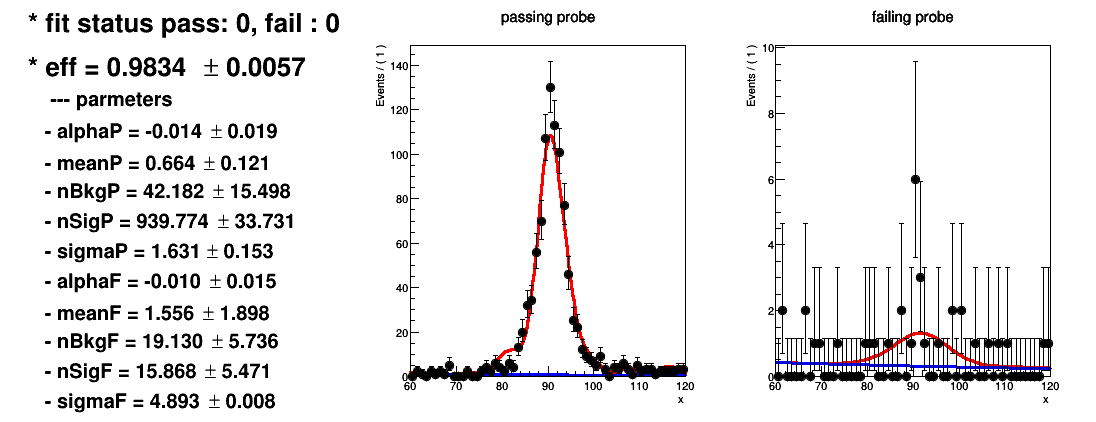 * fit status pass: 0, fail : 0
* eff = 0.9834 ± 0.0057
--- parmeters
- alphaP = -0.014 ± 0.019
- meanP = 0.664 ± 0.121
- nBkgP = 42.182 ± 15.498
- nSigP = 939.774 ± 33.731
- sigmaP = 1.631 ± 0.153
- alphaF = -0.010 ± 0.015
- meanF = 1.556 ± 1.898
- nBkgF = 19.130 ± 5.736
- nSigF = 15.868 ± 5.471
- sigmaF = 4.893 ± 0.008
passing probe
Events / ( 1 )
140
120
100
80
60
40
20
0
60 70 80 90 100 110 120
x
failing probe
Events / ( 1 )
10
8
6
4
2
0
60 70 80 90 100 110 120
x